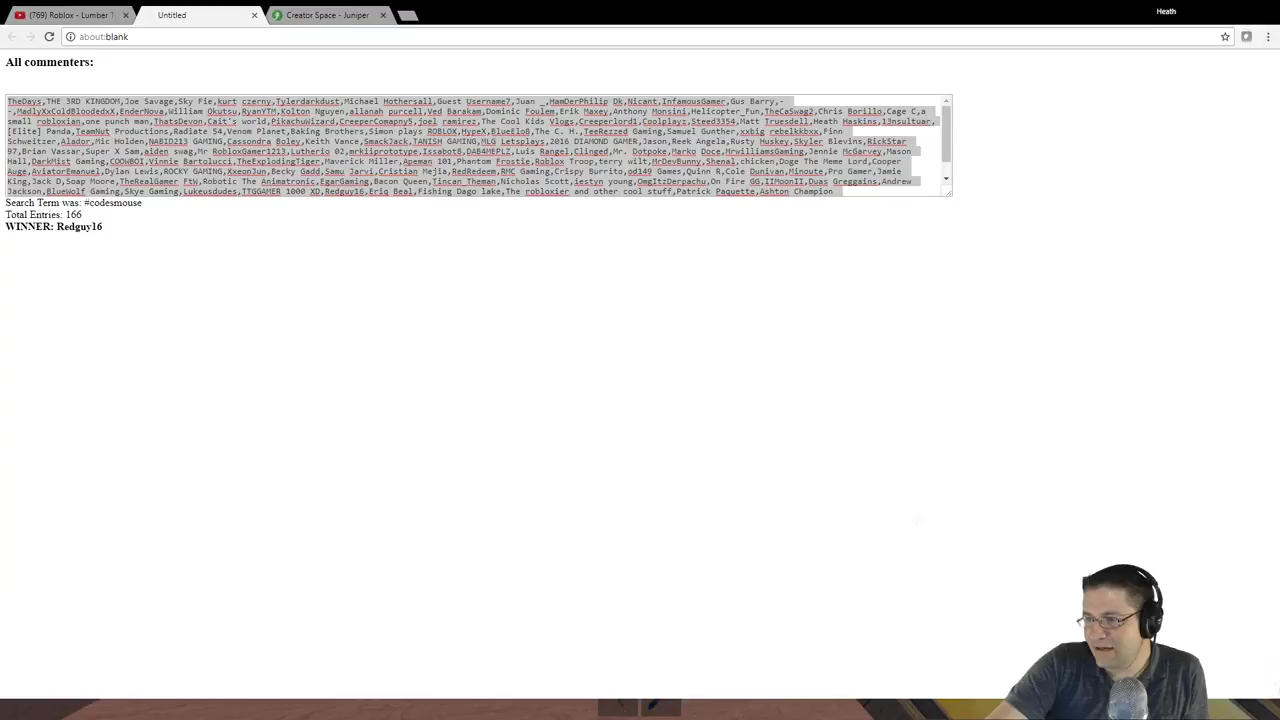 (769) Roblox - Lumber T
Untitled
Creator Space - Juniper
Heath
about:blank
All commenters:
TheDays,THE 3RD KINGDOM,Joe Savage,Sky Fie,kurt czerny,Tylerdarkdust,Michael Hothersall,Guest Username7,Juan _,HamDerPhilip Dk,Nicant,InfamousGamer,Gus Barry,-
-,MadlyXxColdBloodedxX,EnderNova,William Okutsu,RyanYTM,Kolton Nguyen,allanah purcell,Ved Barakam,Dominic Foulem,Erik Maxey,Anthony Monsini,Helicopter_Fun,TheCaSwag2,Chris Borillo,Cage C,a
small robloxian,one punch man,ThatsDevon,Cait's world,PikachuWizard,CreeperComapny5,joel ramirez,The Cool Kids Vlogs,Creeperlord1,Coolplayz,Steed3354,Matt Truesdell,Heath Haskins,13nsultuar,
[Elite] Panda,TeamNut Productions,Radiate 54,Venom Planet,Baking Brothers,Simon plays ROBLOX,HypeX,BlueElo8,The C. H.,TeeRezzed Gaming,Samuel Gunther,xxbig rebelkkbxx,Finn
Schweitzer,Alador,Mic Holden,NABID213 GAMING,Cassondra Boley,Keith Vance,SmackJack,TANISH GAMING,MLG Letsplays,2016 DIAMOND GAMER,Jason,Reek Angela,Rusty Huskey,Skyler Blevins,RickStar
97,Brian Vassar,Super X Sam,aiden swag,Mr RobloxGamer1213,Lutherio 02,mrkiiprototype,Issabot8,DAB4MEPLZ,Luis Rangel,Clinged,Mr. Dotpoke,Marko Doce,MrwilliamsGaming,Jennie McGarvey,Mason
Hall,DarkMist Gaming,COOWBOI,Vinnie Bartolucci,TheExplodingTiger,Maverick Miller,Apeman 101,Phantom Frostie,Roblox Troop,terry wilt,MrDevBunny,Shenal,chicken,Doge The Meme Lord,Cooper
Auge,AviatorEmanuel,Dylan Lewis,ROCKY GAMING,XxeonJun,Becky Gadd,Samu Jarvi,Cristian Mejia,RedRedeem,RMC Gaming,Crispy Burrito,od149 Games,Quinn R,Cole Dunivan,Minoute,Pro Gamer,Jamie
King,Jack D,Soap Moore,TheRealGamer FtW,Robotic The Animatronic,EgarGaming,Bacon Queen,Tincan Theman,Nicholas Scott,iestyn young,OmgItzDerpachu,On Fire GG,IIMoonII,Duas Greggains,Andrew
Jackson,BlueWolf Gaming,Skye Gaming,Lukeusdudes,TTGGAMER 1000 XD,Redguy16,Eriq Beal,Fishing Dago lake,The robloxier and other cool stuff,Patrick Paquette,Ashton Champion
Search Term was: #codesmouse
Total Entries: 166
WINNER: Redguy16